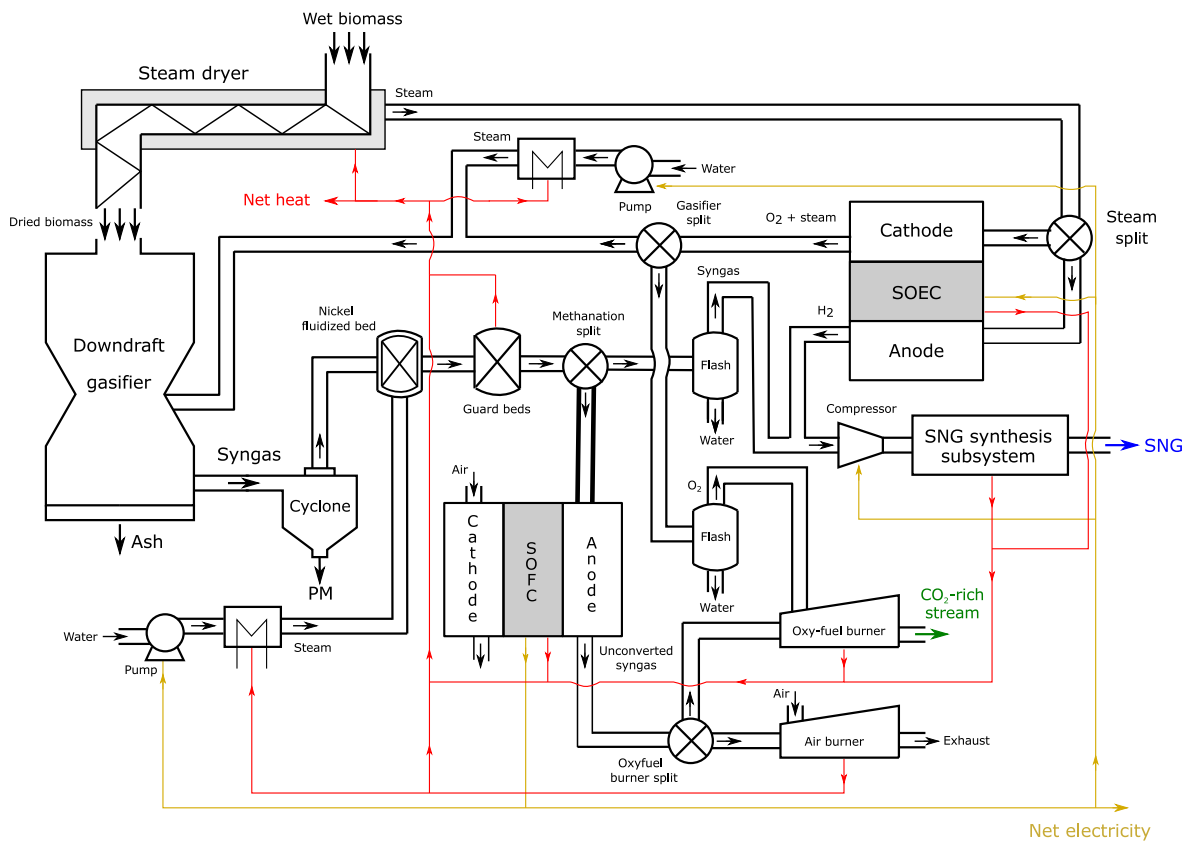 Wet biomass
Steam dryer
Steam
Steam
Water
Pump
Net heat
Gasifier
split
O2 + steam
Cathode
Steam
split
Dried biomass
SOEC
Syngas
H2
Nickel
fluidized bed
Methanation
split
Anode
Downdraft
gasifier
Flash
Guard beds
Compressor
Water
SNG synthesis
subsystem
SNG
Syngas
Air
O2
Cyclone
Cathode
SOFC
Anode
Flash
Ash
PM
Water
CO2-rich
stream
Water
Steam
Pump
Oxy-fuel burner
Unconverted
syngas
Air
Air burner
Exhaust
Oxyfuel
burner split
Net electricity